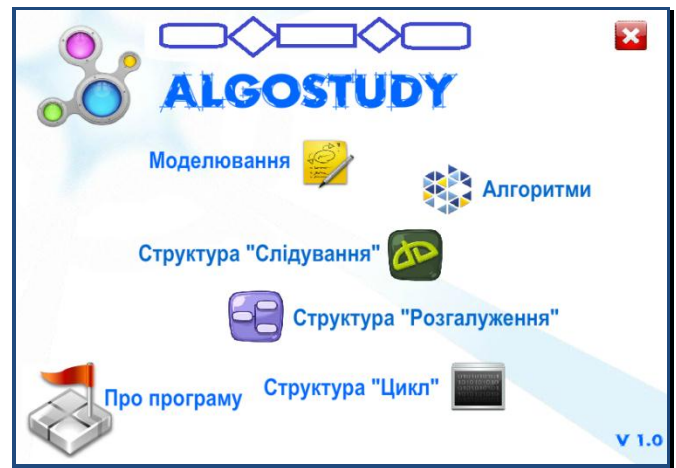 ALGOSTUDY
Моделювання
Алгоритми
Структура "Слідування"
Структура "Розгалуження"
Структура "Цикл"
Про програму
V 1.0